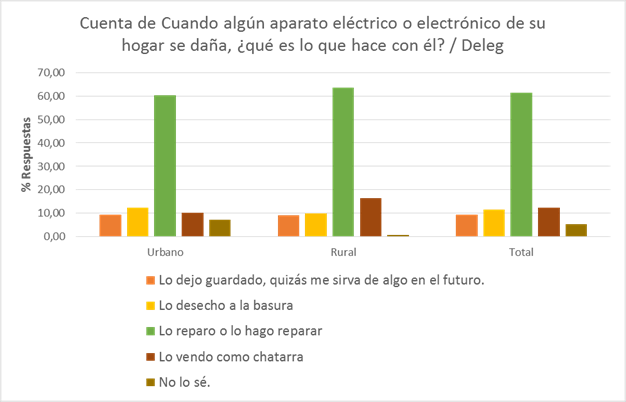 Cuenta de Cuando algún aparato eléctrico o electrónico de su
hogar se daña, ¿qué es lo que hace con él? / Deleg
% Respuestas
70,00
60,00
50,00
40,00
30,00
20,00
10,00
0,00
Urbano Rural Total
Lo dejo guardado, quizás me sirva de algo en el futuro.
Lo desecho a la basura
Lo reparo o lo hago reparar
Lo vendo como chatarra
No lo sé.